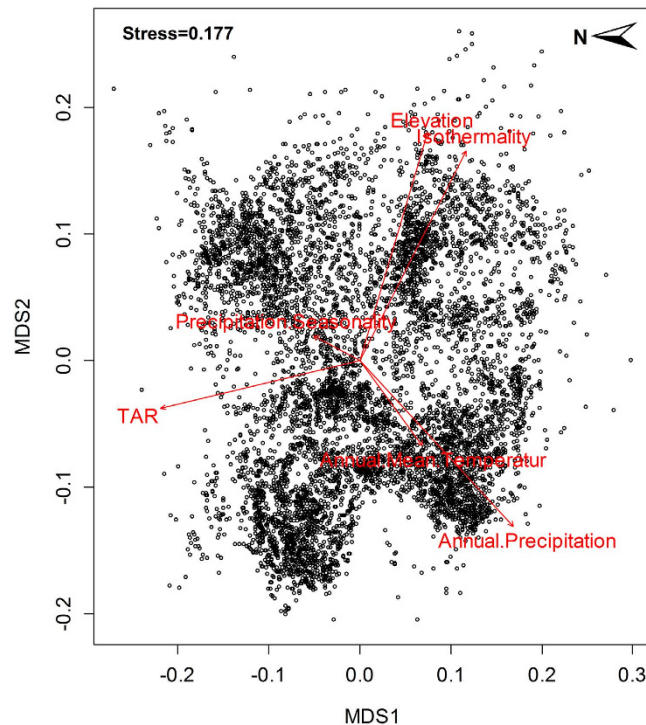 Stress=0.177
N
Elevation
Isothermality
Precipitation.Seasonality
TAR
Annual.Mean.Temperatur
Annual.Precipitation
MDS2
0.2
0.1
0.0
-0.1
-0.2
-0.2 -0.1 0.0 0.1 0.2 0.3
MDS1